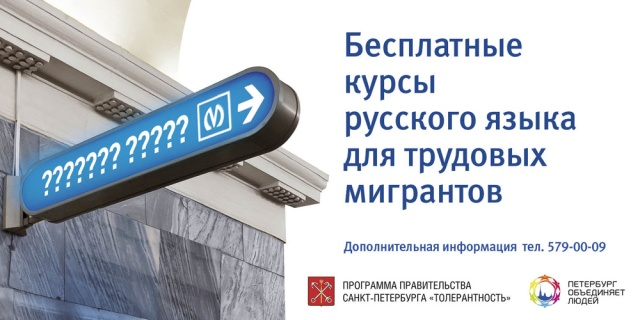 ??????? ?????
Бесплатные
курсы
русского языка
для трудовых
мигрантов
Дополнительная информация тел. 579-00-09
ПРОГРАММА ПРАВИТЕЛЬСТВА
САНКТ-ПЕТЕРБУРГА «ТОЛЕРАНТНОСТЬ»
ПЕТЕРБУРГ
ОБЪЕДИНЯЕТ
ЛЮДЕЙ